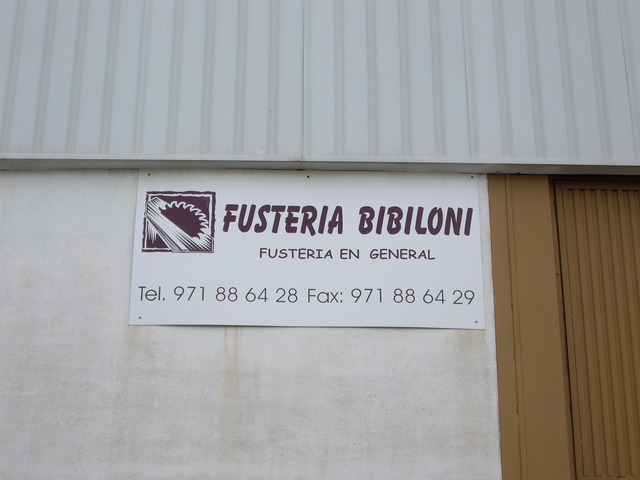 FUSTERIA BIBILONI
FUSTERIA EN GENERAL
Tel. 971 88 64 28 Fax: 971 88 64 29